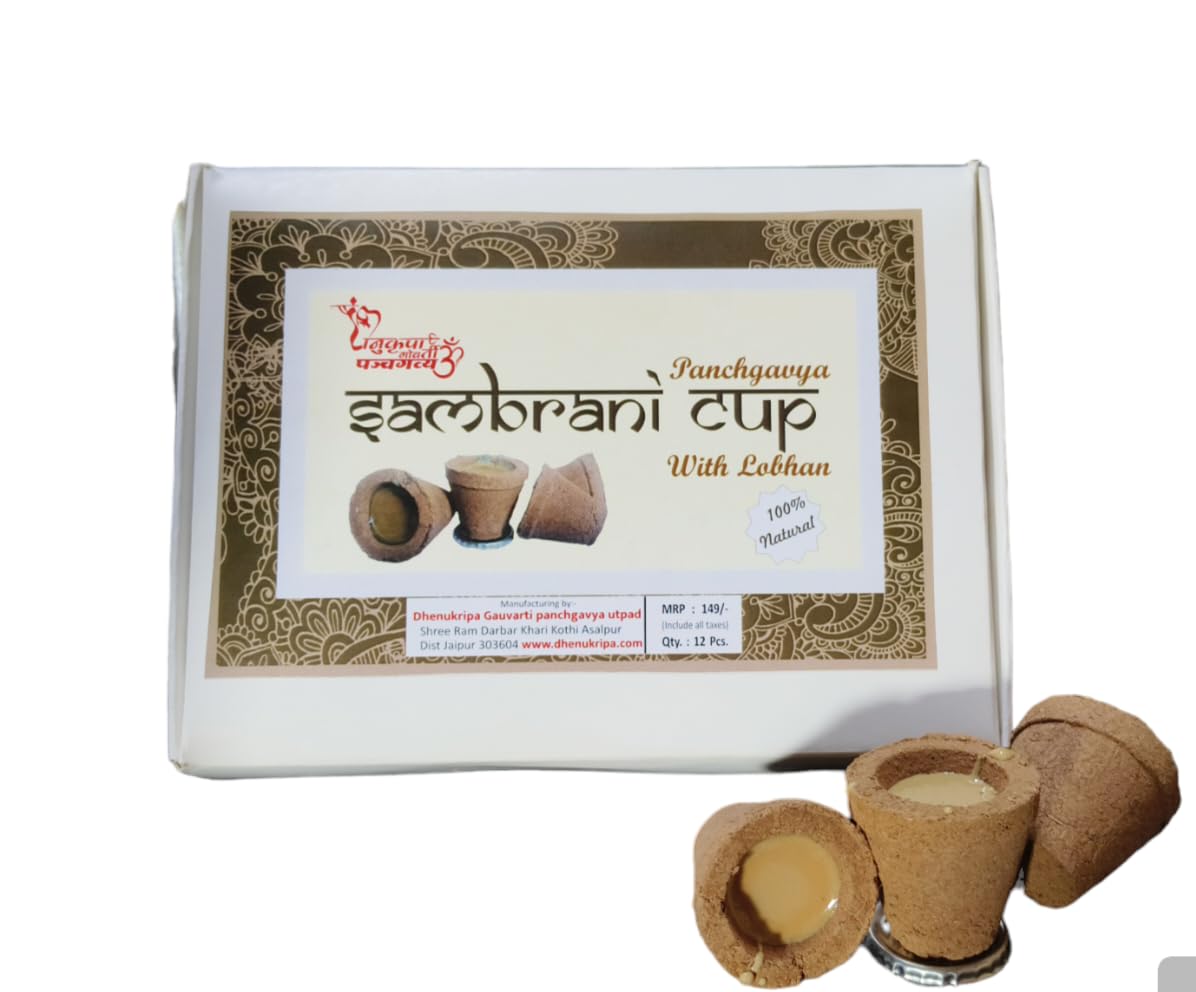 धेनुकृपा
गोवर्ती
पञ्चगव्य ॐ
Panchgavya
sambrani cup
With Lobhan
100%
Natural
Manufacturing by:-
Dhenukripa Gauvarti panchgavya utpad
Shree Ram Darbar Khari Kothi Asalpur
Dist Jaipur 303604 www.dhenukripa.com
MRP : 149/-
(Include all taxes)
Qty. : 12 Pcs.